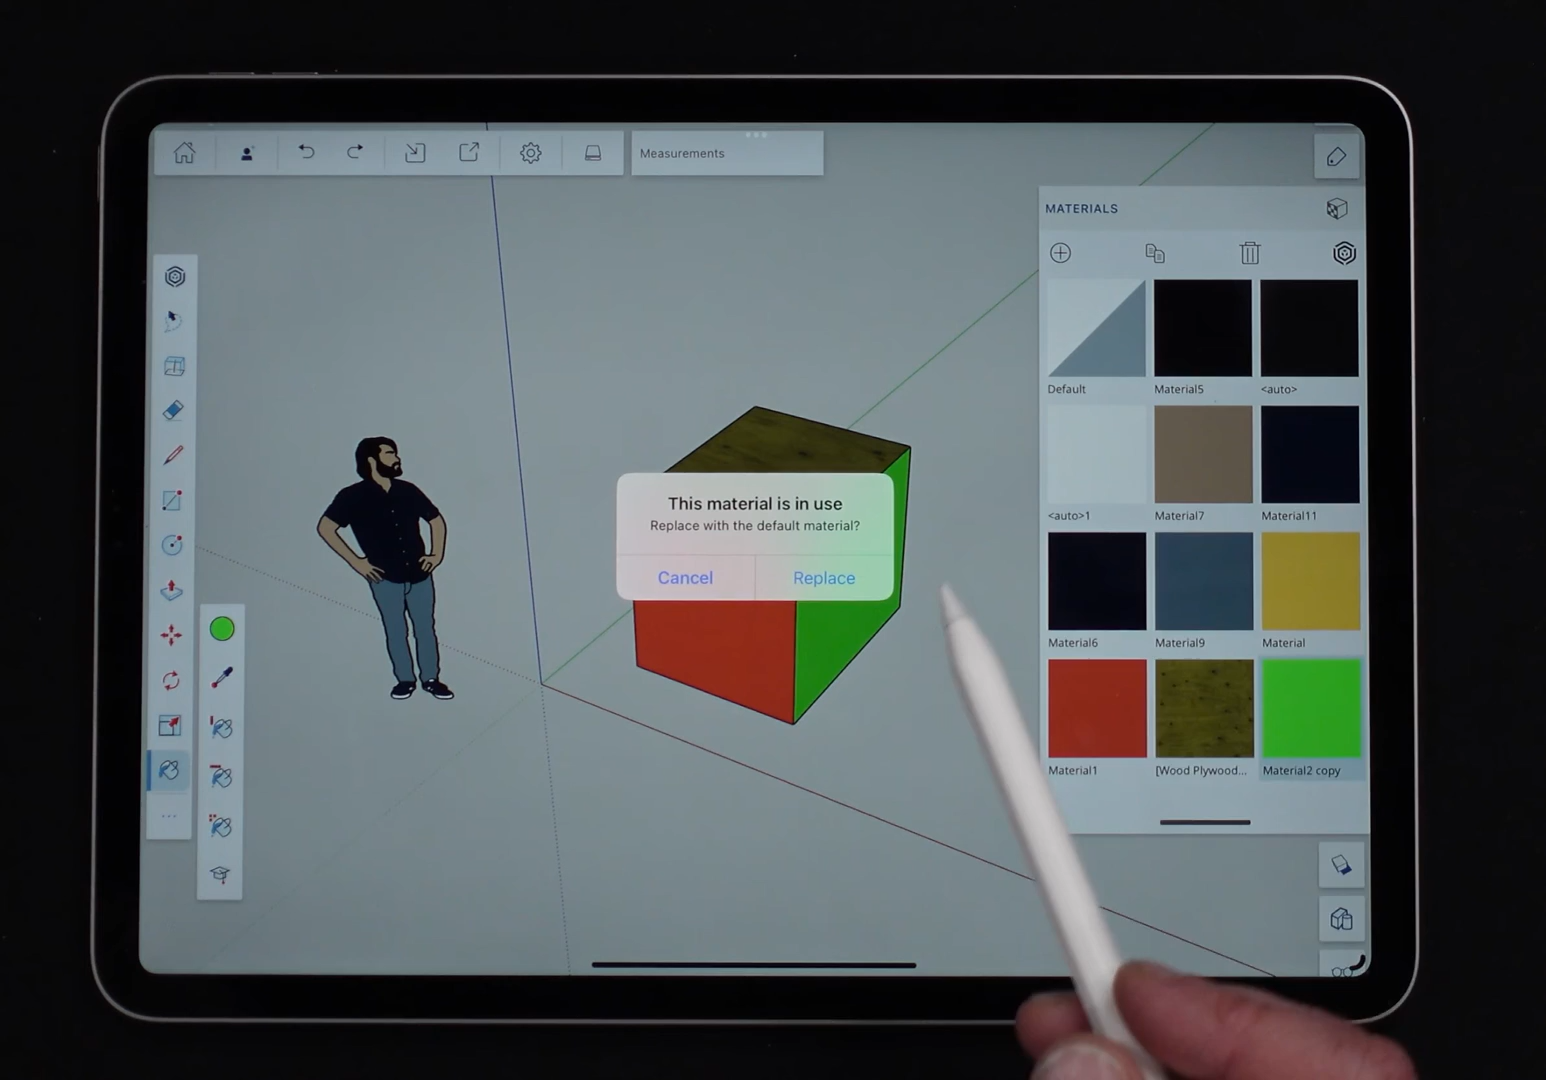 Measurements
MATERIALS
Default
Material5
<auto>
<auto>1
Material7
Material11
Material6
Material9
Material
Material1
[Wood Plywood...
Material2 copy
This material is in use
Replace with the default material?
Cancel
Replace